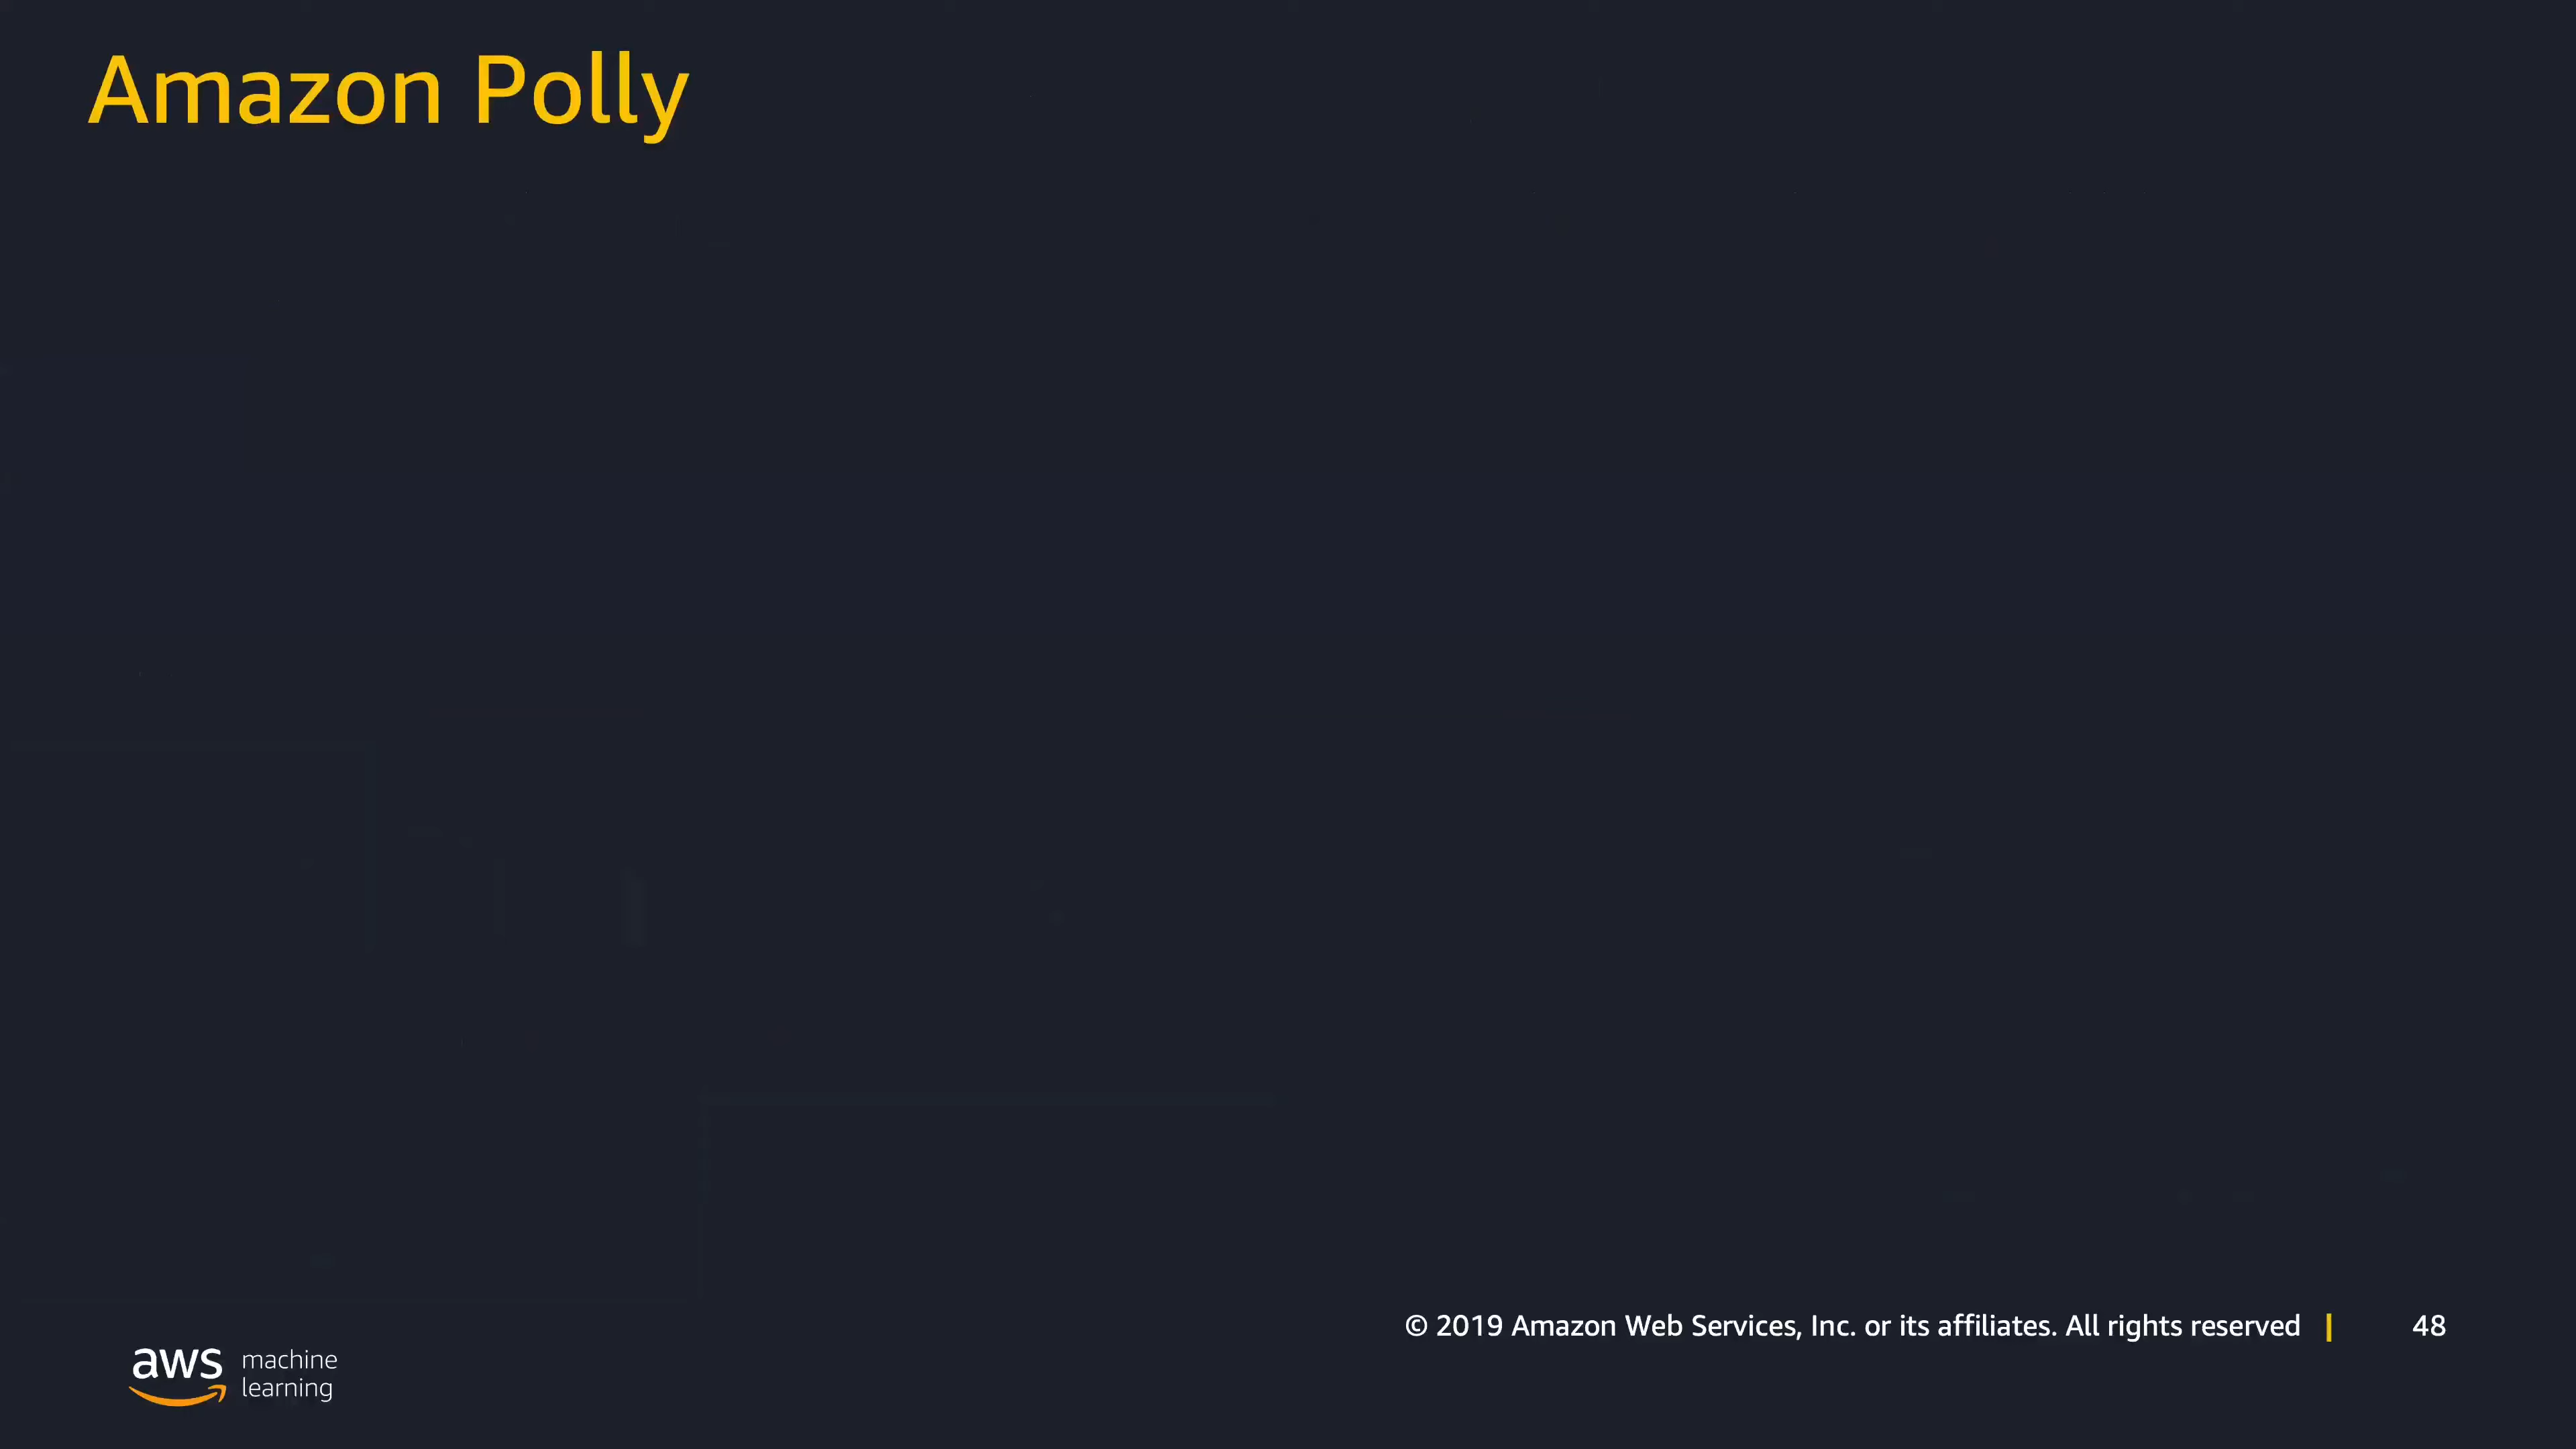 Amazon Polly
© 2019 Amazon Web Services, Inc. or its affiliates. All rights reserved | 48
aws machine
learning